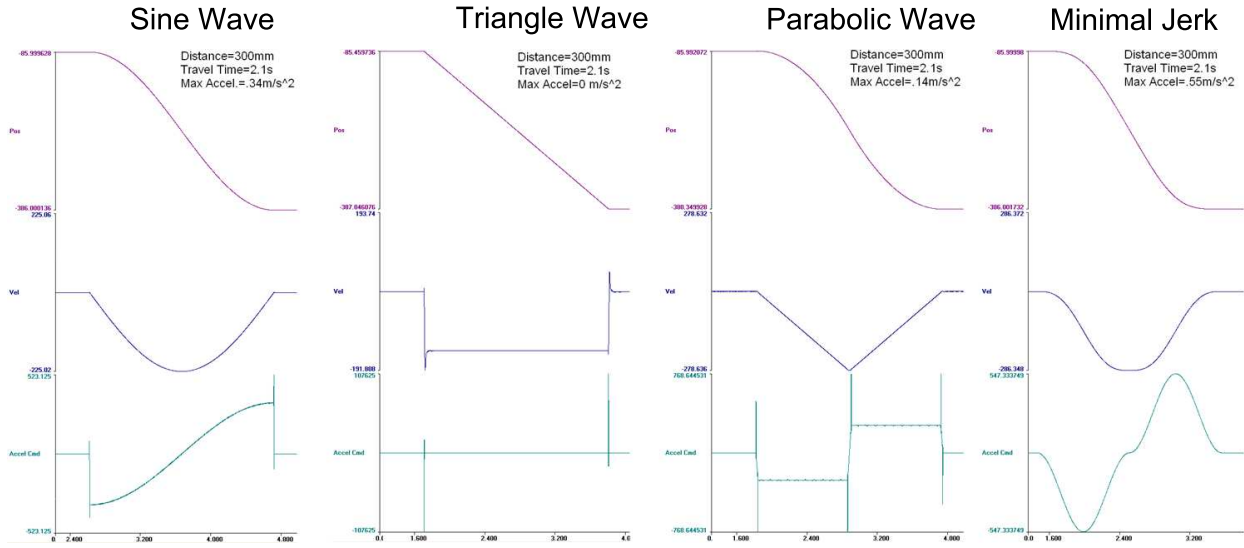 Sine Wave
Distance=300mm
Travel Time=2.1s
Max Accel.=.34m/s^2
-85.999628
Pos
-386.000136
225.06
Vel
-225.02
523.125
Accel Cmd
-523.125
0 2.400 3.200 4.000 4.800
Triangle Wave
Distance=300mm
Travel Time=2.1s
Max Accel=0 m/s^2
-85.459736
Pos
-387.846076
193.74
Vel
-191.808
107625
Accel Cmd
-107625
0.1 1.600 2.400 3.200 4.0
Parabolic Wave
Distance=300mm
Travel Time=2.1s
Max Accel=.14m/s^2
-85.992072
Pos
-388.349928
278.632
Vel
-278.636
768.644531
Accel Cmd
-768.644531
0. 1.600 2.400 3.200 4.000
Minimal Jerk
Distance=300mm
Travel Time=2.1s
Max Accel=.55m/s^2
-85.99988
Pos
-386.001732
286.372
Vel
-286.348
547.333749
Accel Cmd
-547.333749
0.1 1.600 2.400 3.200